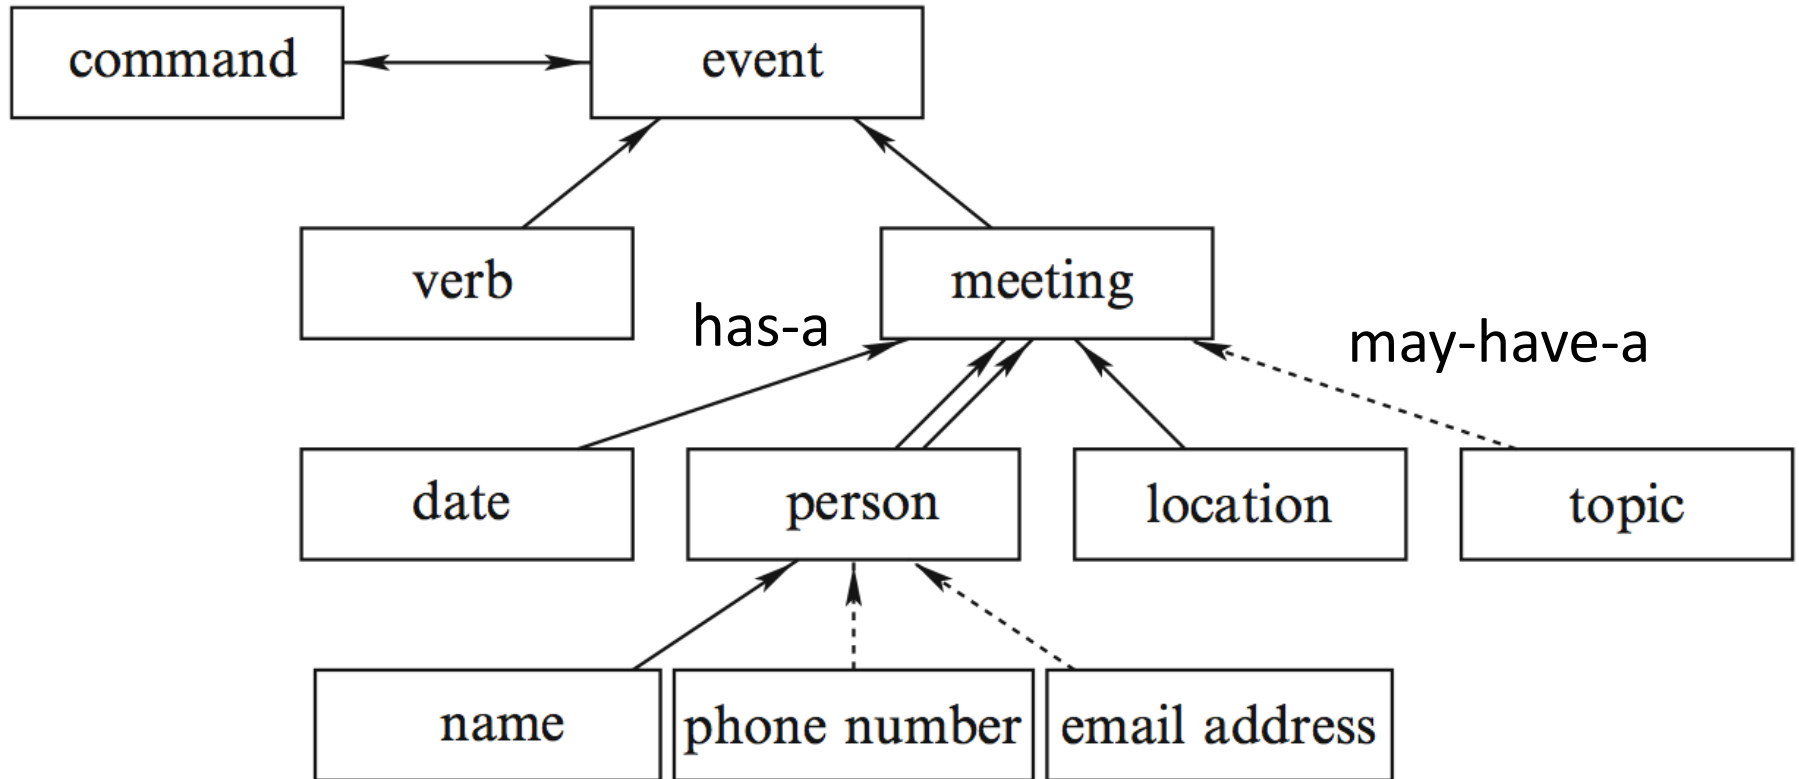 command
event
verb
meeting
has-a
may-have-a
date
person
location
topic
name
phone number
email address